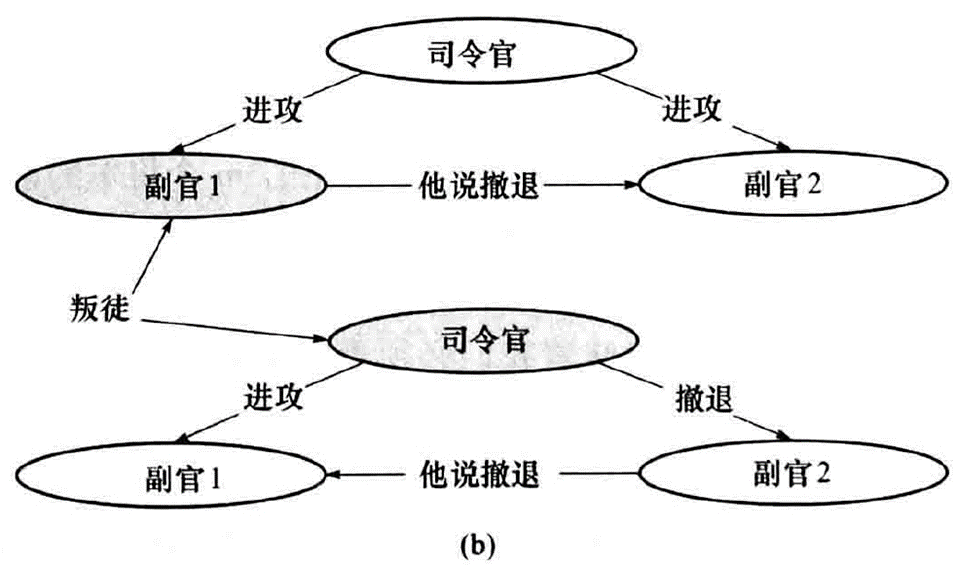 司令官
进攻 进攻
副官1 他说撤退 副官2
叛徒
司令官
进攻 撤退
副官1 他说撤退 副官2
(b)